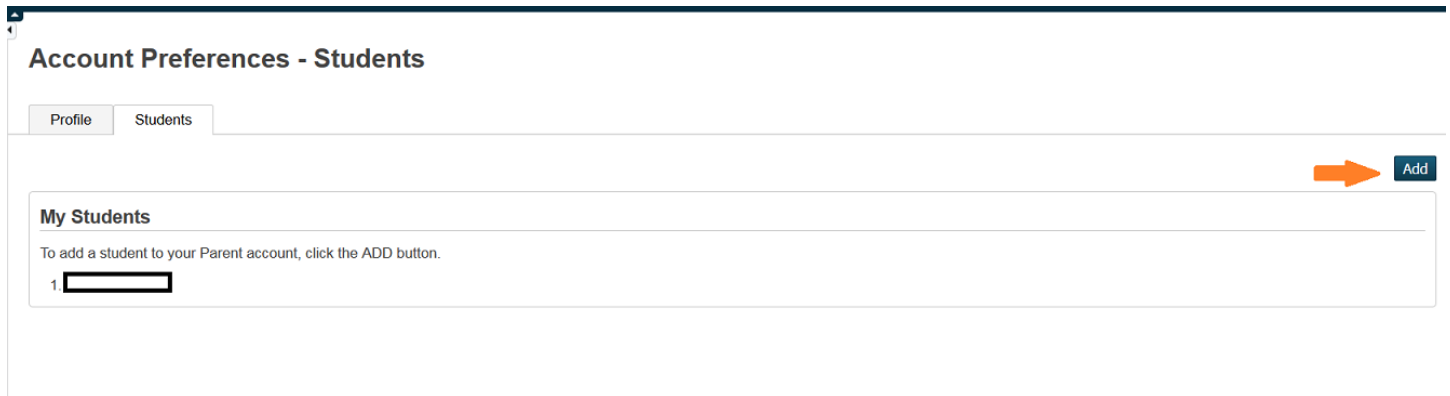 Account Preferences - Students
Profile Students
Add
My Students
To add a student to your Parent account, click the ADD button.
1.